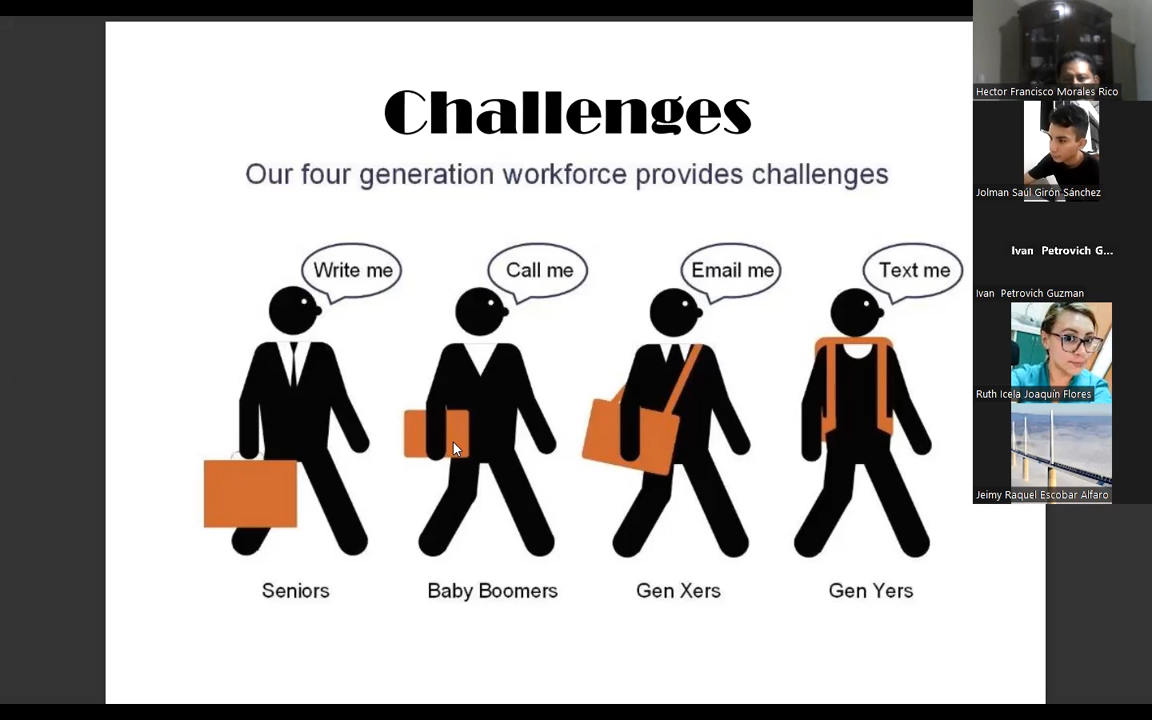 Challenges
Our four generation workforce provides challenges
Write me
Call me
Email me
Text me
Seniors
Baby Boomers
Gen Xers
Gen Yers
Hector Francisco Morales Rico
Jolman Saúl Girón Sánchez
Ivan Petrovich G...
Ivan Petrovich Guzman
Ruth Icela Joaquín Flores
Jeimy Raquel Escobar Alfaro